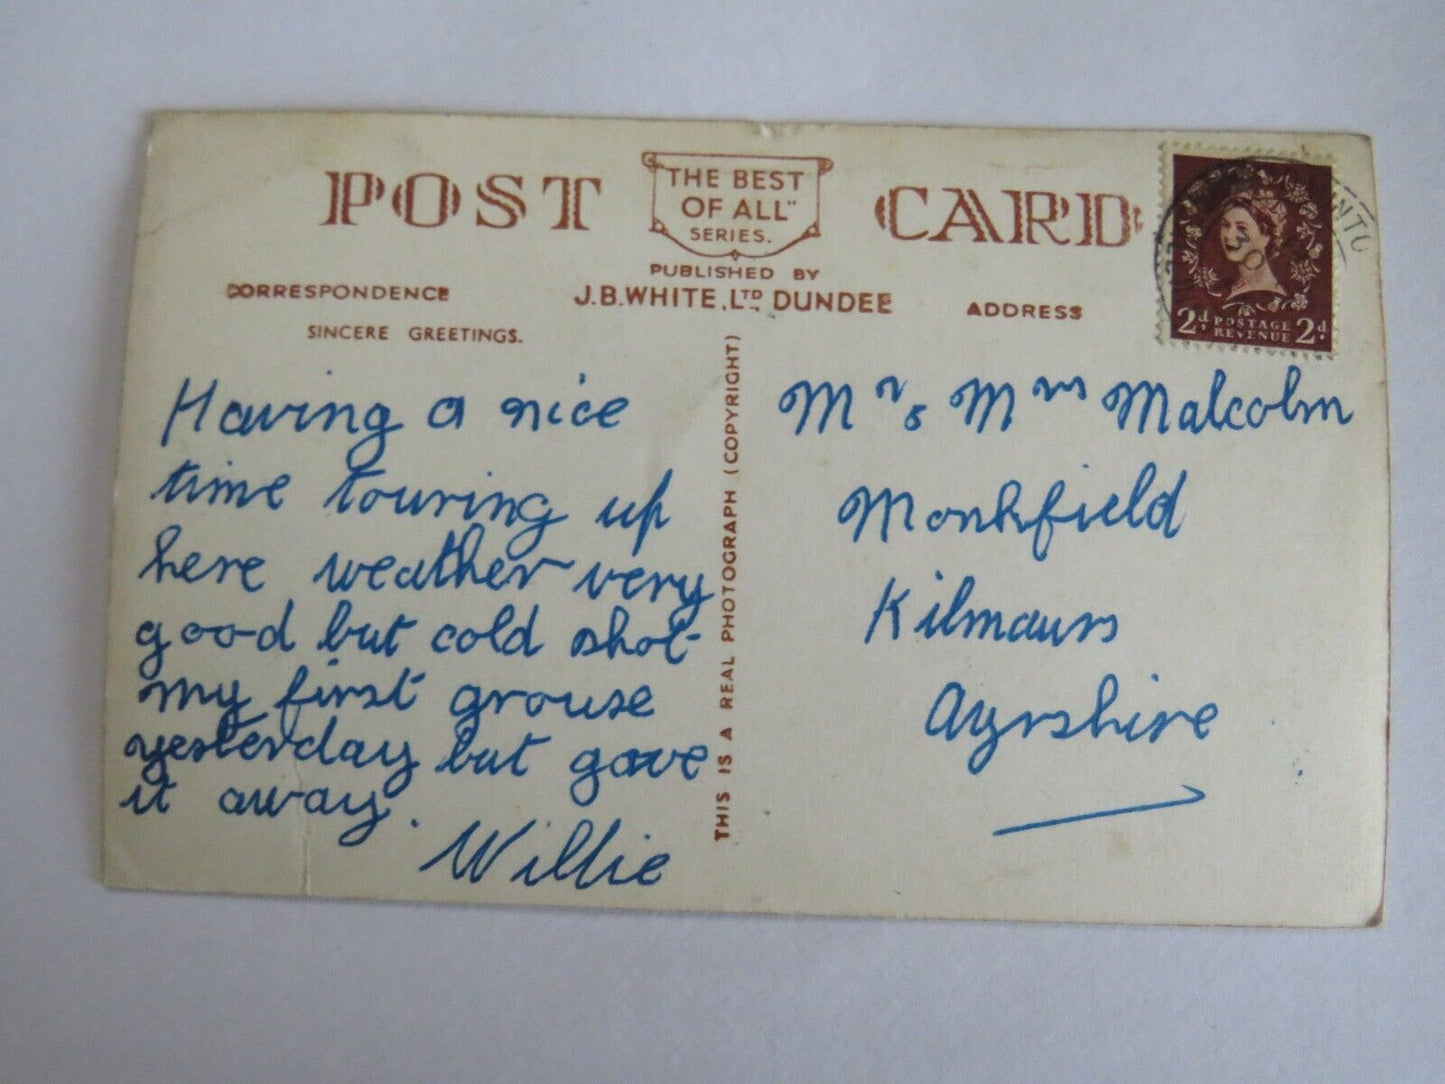 POST CARD
"THE BEST
OF ALL"
SERIES.
PUBLISHED BY
J.B.WHITE, LTD DUNDEE
CORRESPONDENCE
ADDRESS
SINCERE GREETINGS.
THIS IS A REAL PHOTOGRAPH (COPYRIGHT)
Having a nice
time touring up
here weather very
good but cold shot
my first grouse
yesterday but gave
it away.
Willie
Mr & Mrs Malcolm
Monkfield
Kilmaurs
Ayrshire
2d POSTAGE 2d
REVENUE
30